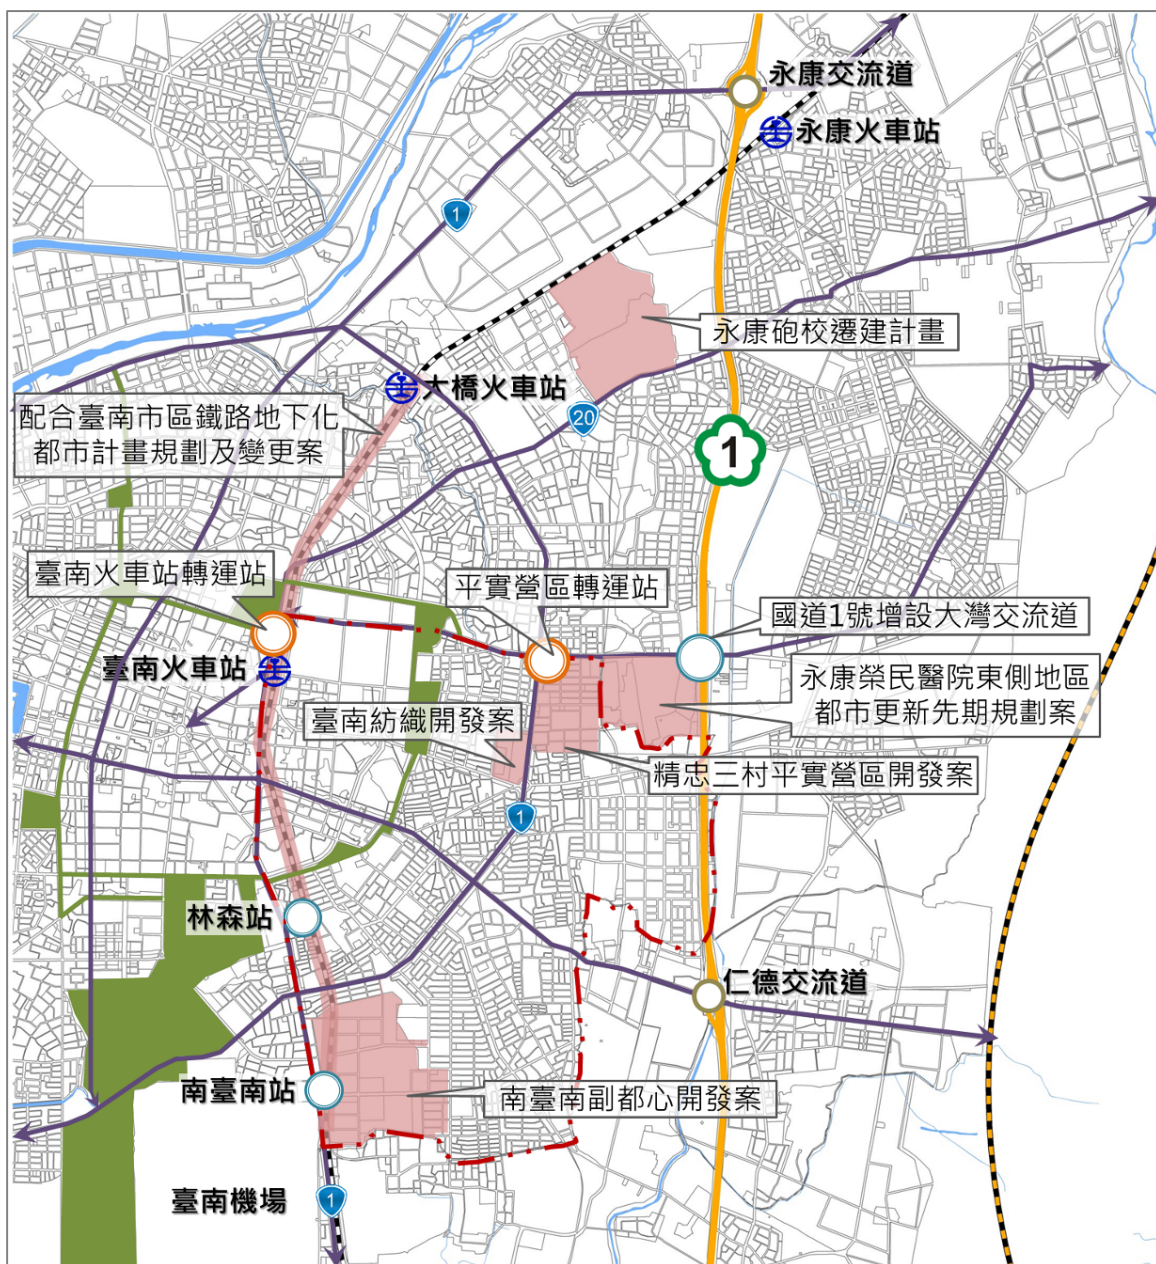 永康交流道
永康火車站
1
永康砲校遷建計畫
大橋火車站
配合臺南市區鐵路地下化
都市計畫規劃及變更案
20
1
臺南火車站轉運站
平實營區轉運站
國道1號增設大灣交流道
臺南火車站
永康榮民醫院東側地區
都市更新先期規劃案
臺南紡織開發案
精忠三村平實營區開發案
1
林森站
仁德交流道
南臺南站
南臺南副都心開發案
臺南機場
1